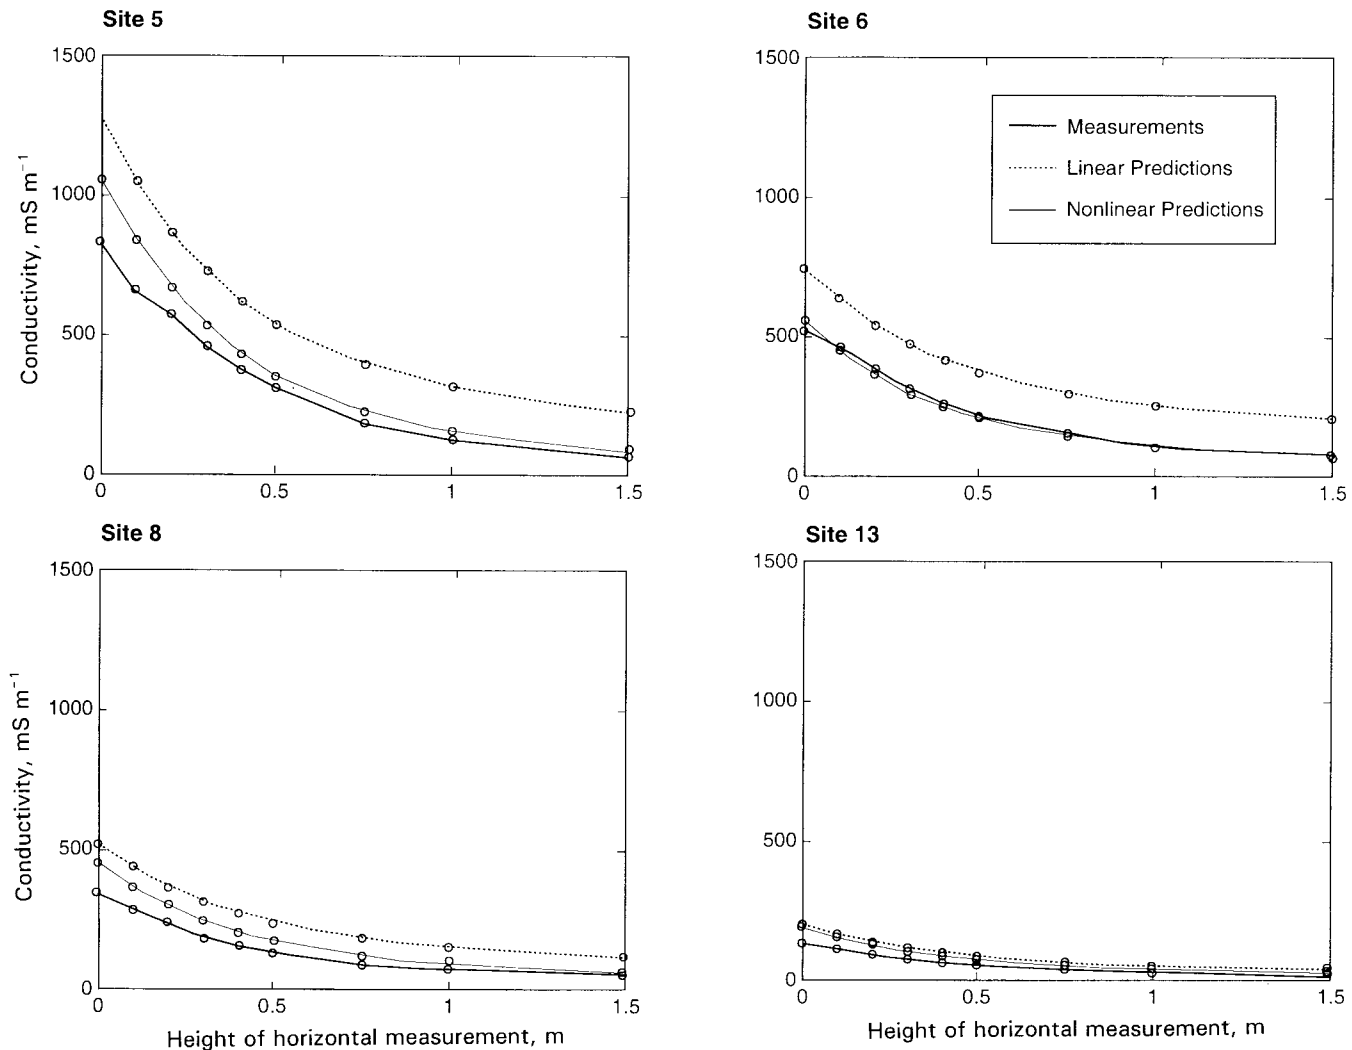 Site 5
1500
1000
500
0
0
0.5
1
1.5
Conductivity, mS m⁻¹
Site 6
1500
1000
500
0
0
0.5
1
1.5
Measurements
Linear Predictions
Nonlinear Predictions
Site 8
1500
1000
500
0
0
0.5
1
1.5
Conductivity, mS m⁻¹
Height of horizontal measurement, m
Site 13
1500
1000
500
0
0
0.5
1
1.5
Height of horizontal measurement, m